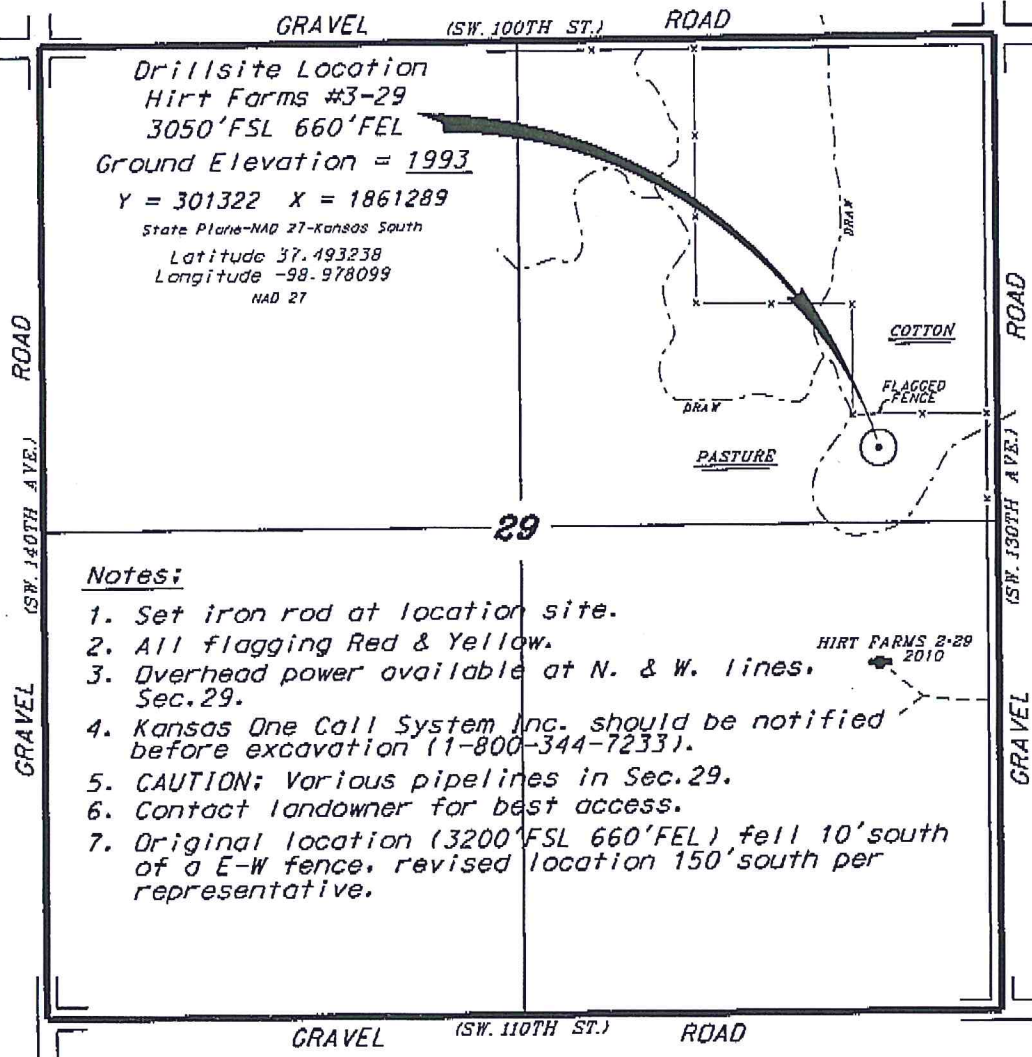 GRAVEL (SW. 100TH ST.) ROAD
Drillsite Location
Hirt Farms #3-29
3050'FSL 660'FEL
Ground Elevation = 1993
Y = 301322 X = 1861289
State Plane-NAD 27-Kansas South
Latitude 37.493238
Longitude -98.978099
NAD 27
DRAW
COTTON
FLAGGED
FENCE
DRAW
PASTURE
GRAVEL (SW. 140TH AVE.) ROAD
GRAVEL (SW. 130TH AVE.) ROAD
29
Notes:
1. Set iron rod at location site.
2. All flagging Red & Yellow.
3. Overhead power available at N. & W. lines,
Sec.29.
4. Kansas One Call System Inc. should be notified
before excavation (1-800-344-7233).
5. CAUTION: Various pipelines in Sec.29.
6. Contact landowner for best access.
7. Original location (3200'FSL 660'FEL) fell 10'south
of a E-W fence, revised location 150'south per
representative.
HIRT FARMS 2-29
2010
GRAVEL (SW. 110TH ST.) ROAD